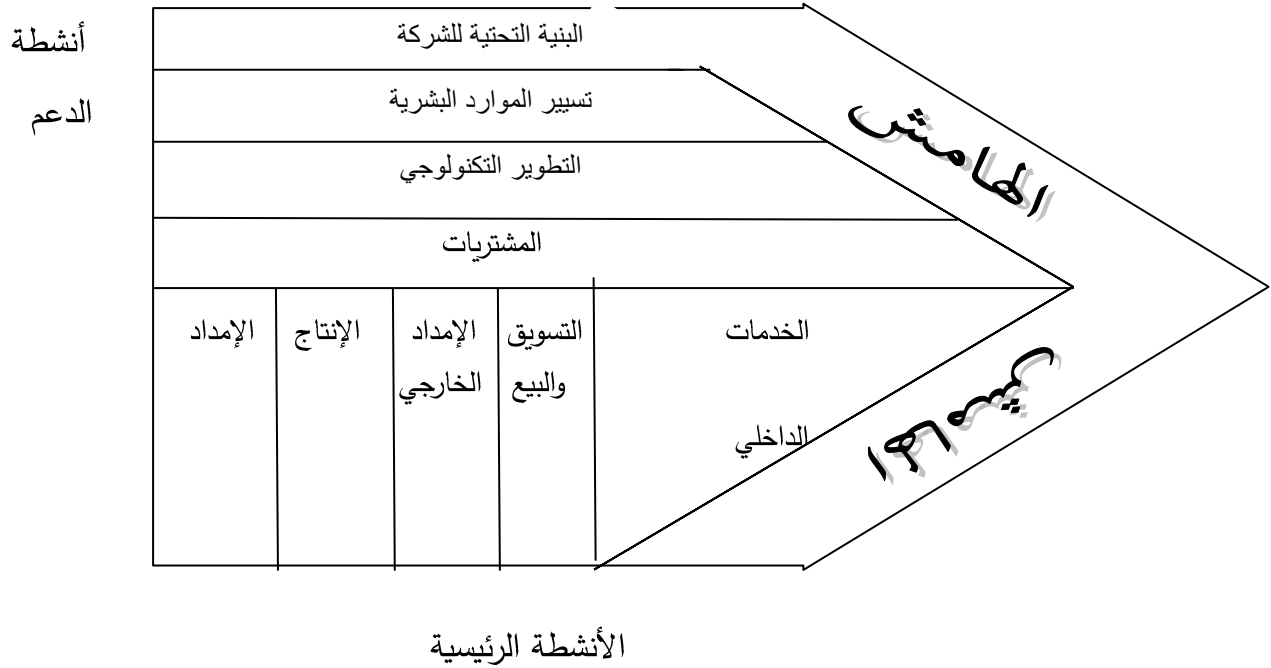 أنشطة
الدعم
البنية التحتية للشركة
تسيير الموارد البشرية
التطوير التكنولوجي
المشتريات
الهامش
الإمداد
الإنتاج
الإمداد
الخارجي
التسويق
والبيع
الخدمات
الداخلي
الهامش
الأنشطة الرئيسية